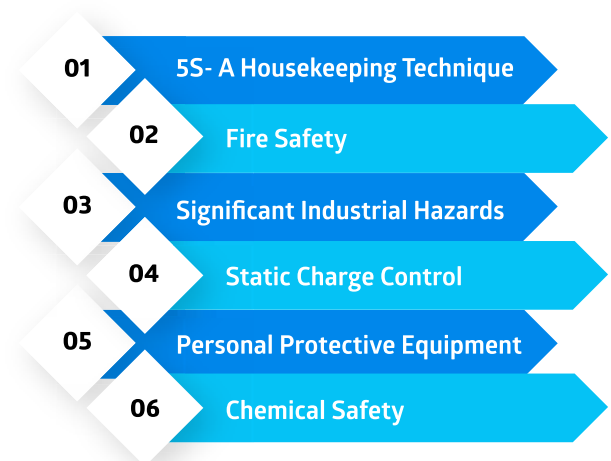 01
5S- A Housekeeping Technique
02
Fire Safety
03
Significant Industrial Hazards
04
Static Charge Control
05
Personal Protective Equipment
06
Chemical Safety